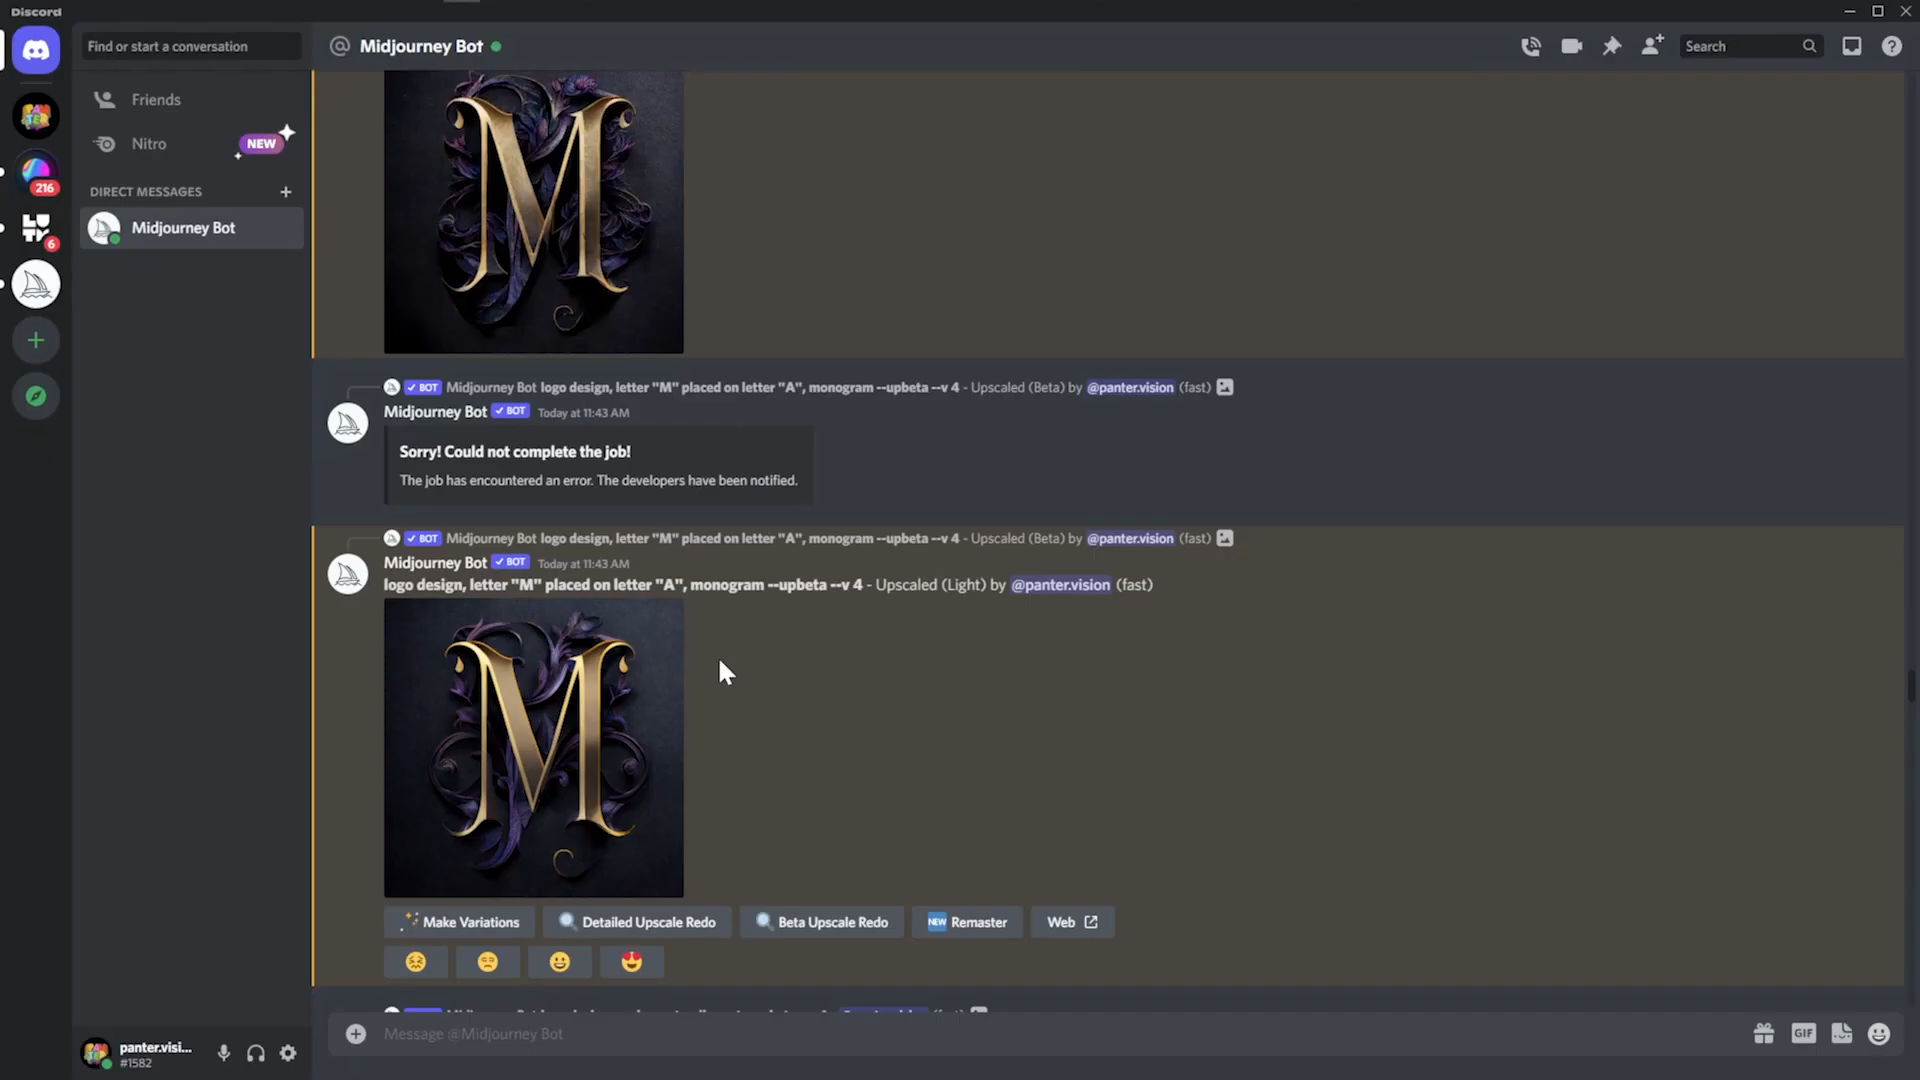 Discord
Find or start a conversation
Midjourney Bot
Search
Friends
Nitro
NEW
DIRECT MESSAGES
Midjourney Bot
216
6
M
BOT Midjourney Bot logo design, letter "M" placed on letter "A", monogram --upbeta --v 4 - Upscaled (Beta) by @panter.vision (fast)
Midjourney Bot BOT Today at 11:43 AM
Sorry! Could not complete the job!
The job has encountered an error. The developers have been notified.
BOT Midjourney Bot logo design, letter "M" placed on letter "A", monogram --upbeta --v 4 - Upscaled (Beta) by @panter.vision (fast)
Midjourney Bot BOT Today at 11:43 AM
logo design, letter "M" placed on letter "A", monogram --upbeta --v 4 - Upscaled (Light) by @panter.vision (fast)
M
Make Variations
Detailed Upscale Redo
Beta Upscale Redo
NEW Remaster
Web
Message @Midjourney Bot
GIF
panter.visi...
#1582